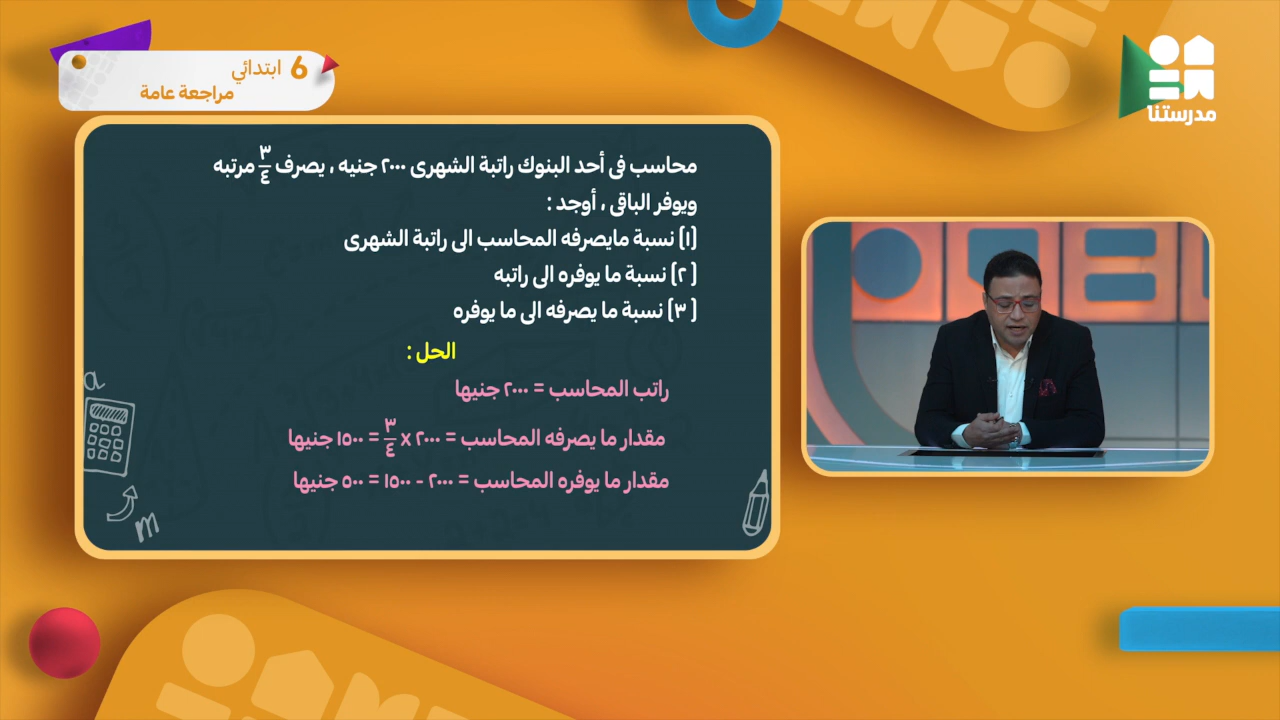 6 ابتدائي
مراجعة عامة
مدرستنا
محاسب فى أحد البنوك راتبة الشهرى ٢٠٠٠ جنيه ، يصرف ٣/٤ مرتبه
ويوفر الباقى ، أوجد :
(١) نسبة مايصرفه المحاسب الى راتبة الشهرى
( ٢) نسبة ما يوفره الى راتبه
( ٣) نسبة ما يصرفه الى ما يوفره
الحل :
راتب المحاسب = ٢٠٠٠ جنيها
مقدار ما يصرفه المحاسب = ٢٠٠٠ x ٣/٤ = ١٥٠٠ جنيها
مقدار ما يوفره المحاسب = ٢٠٠٠ - ١٥٠٠ = ٥٠٠ جنيها
a
m